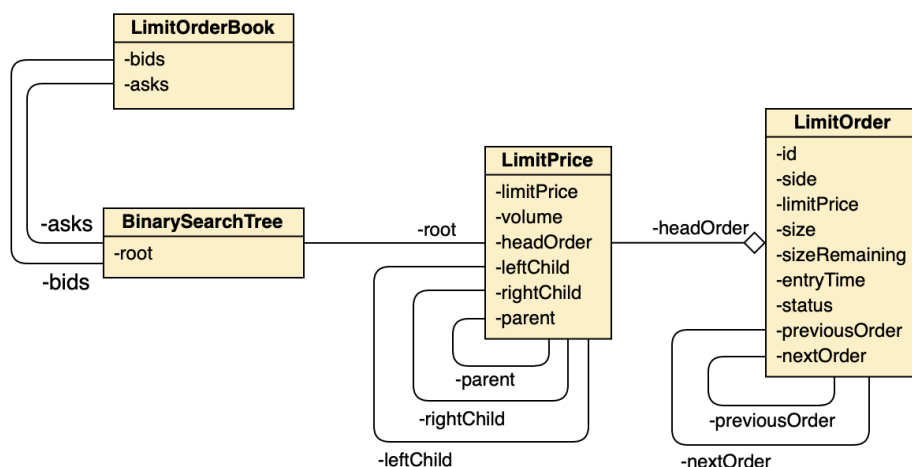 LimitOrderBook
-bids
-asks
-asks
-bids
BinarySearchTree
-root
-root
LimitPrice
-limitPrice
-volume
-headOrder
-leftChild
-rightChild
-parent
-parent
-rightChild
-leftChild
-headOrder
LimitOrder
-id
-side
-limitPrice
-size
-sizeRemaining
-entryTime
-status
-previousOrder
-nextOrder
-previousOrder
-nextOrder